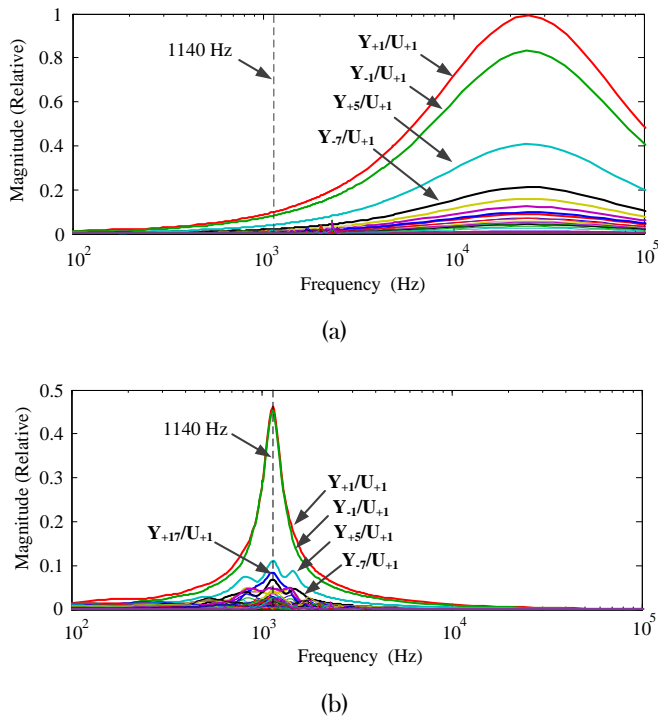 1
0.8
0.6
0.4
0.2
0
Magnitude (Relative)
1140 Hz
Y+1/U+1
Y-1/U+1
Y+5/U+1
Y-7/U+1
10^2
10^3
10^4
10^5
Frequency (Hz)
(a)
0.5
0.4
0.3
0.2
0.1
0
Magnitude (Relative)
1140 Hz
Y+1/U+1
Y-1/U+1
Y+17/U+1
Y+5/U+1
Y-7/U+1
10^2
10^3
10^4
10^5
Frequency (Hz)
(b)